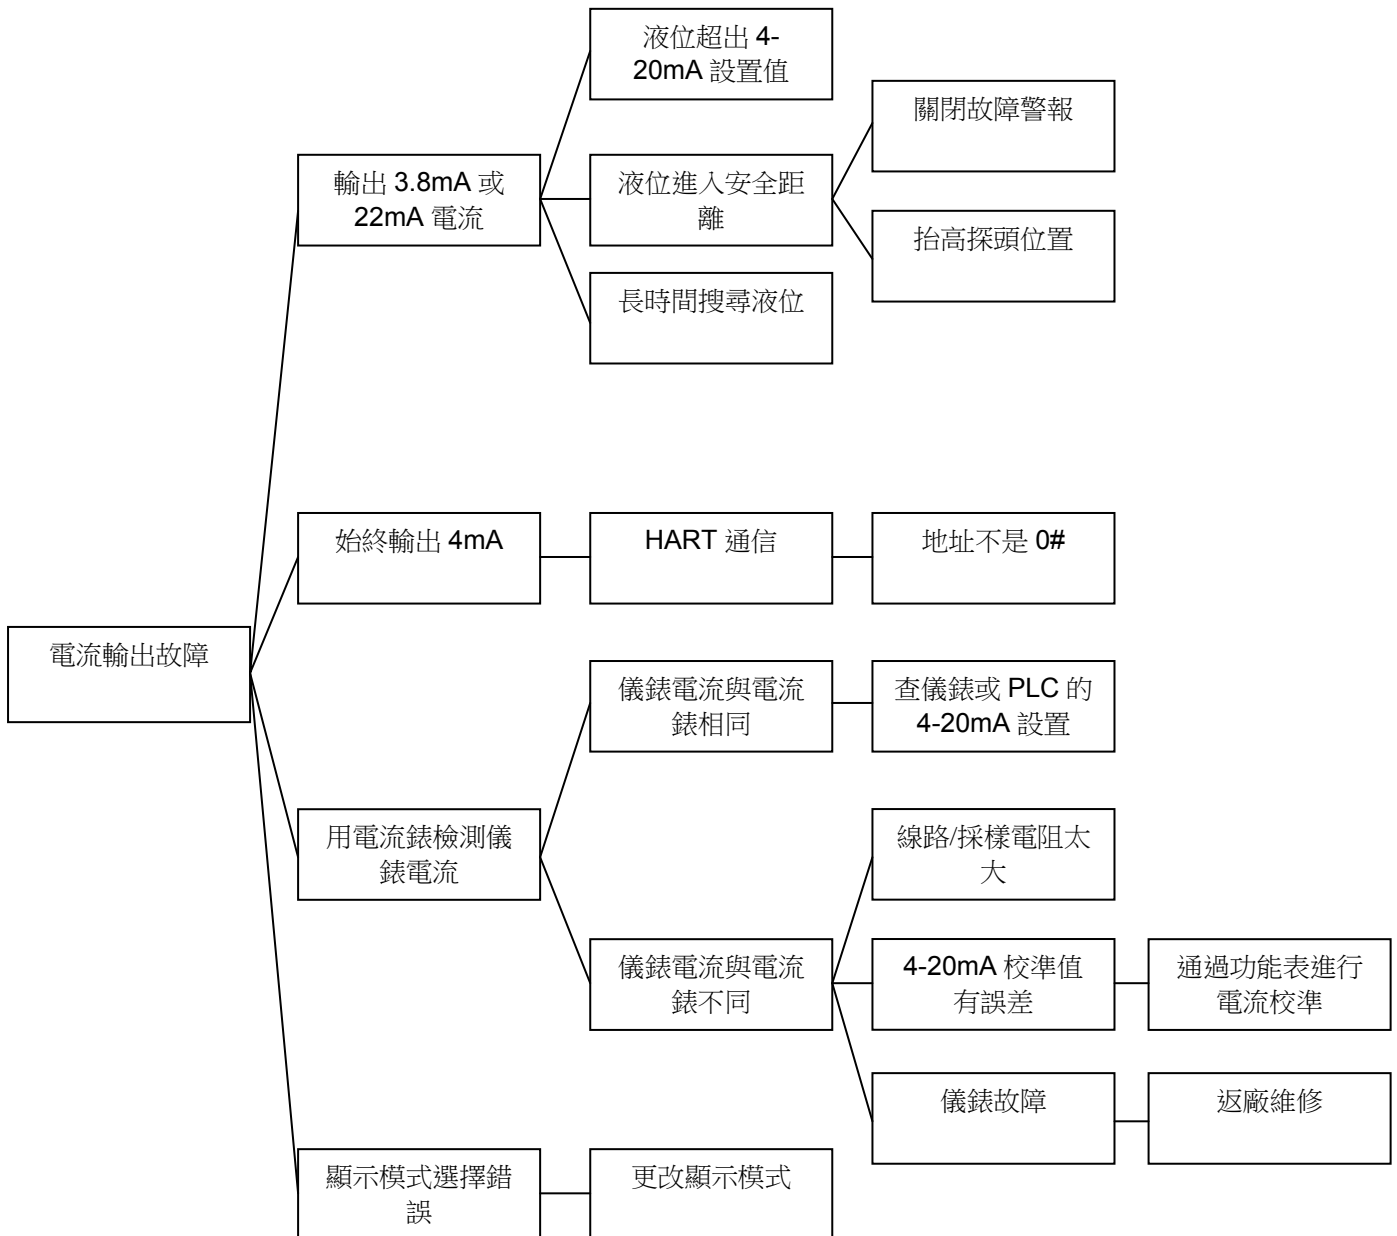 液位超出 4-
20mA 設置值
關閉故障警報
輸出 3.8mA 或
22mA 電流
液位進入安全距
離
抬高探頭位置
長時間搜尋液位
始終輸出 4mA
HART 通信
地址不是 0#
電流輸出故障
儀錶電流與電流
錶相同
查儀錶或 PLC 的
4-20mA 設置
用電流錶檢測儀
錶電流
線路/採樣電阻太
大
儀錶電流與電流
錶不同
4-20mA 校準值
有誤差
通過功能表進行
電流校準
儀錶故障
返廠維修
顯示模式選擇錯
誤
更改顯示模式